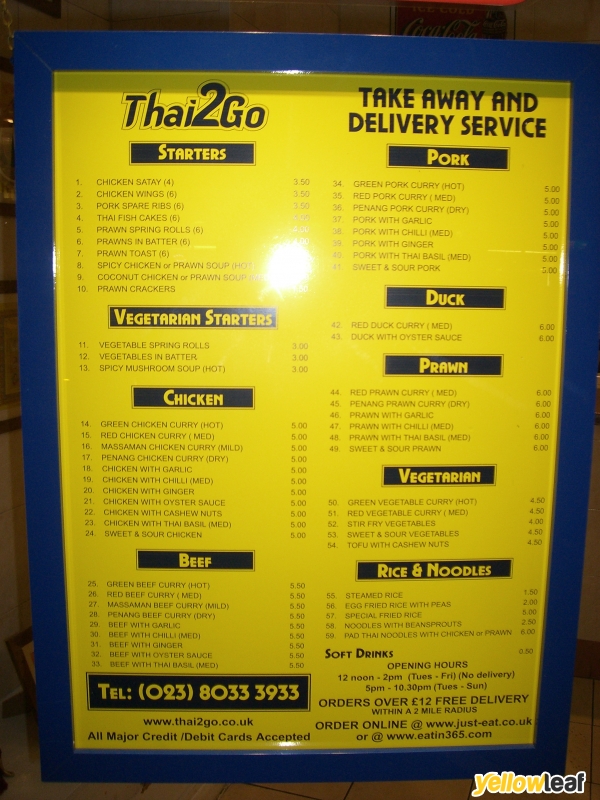 ICE COLD
Coca-Cola
Thai2Go
STARTERS
1. CHICKEN SATAY (4) 3.50
2. CHICKEN WINGS (6) 3.50
3. PORK SPARE RIBS (6) 3.50
4. THAI FISH CAKES (6)
5. PRAWN SPRING ROLLS (6)
6. PRAWNS IN BATTER (6)
7. PRAWN TOAST (6)
8. SPICY CHICKEN or PRAWN SOUP (HOT)
9. COCONUT CHICKEN or PRAWN SOUP
10. PRAWN CRACKERS
VEGETARIAN STARTERS
11. VEGETABLE SPRING ROLLS 3.00
12. VEGETABLES IN BATTER 3.00
13. SPICY MUSHROOM SOUP (HOT) 3.00
CHICKEN
14. GREEN CHICKEN CURRY (HOT) 5.00
15. RED CHICKEN CURRY ( MED) 5.00
16. MASSAMAN CHICKEN CURRY (MILD) 5.00
17. PENANG CHICKEN CURRY (DRY) 5.00
18. CHICKEN WITH GARLIC 5.00
19. CHICKEN WITH CHILLI (MED) 5.00
20. CHICKEN WITH GINGER 5.00
21. CHICKEN WITH OYSTER SAUCE 5.00
22. CHICKEN WITH CASHEW NUTS 5.00
23. CHICKEN WITH THAI BASIL (MED) 5.00
24. SWEET & SOUR CHICKEN 5.00
BEEF
25. GREEN BEEF CURRY (HOT) 5.50
26. RED BEEF CURRY ( MED) 5.50
27. MASSAMAN BEEF CURRY (MILD) 5.50
28. PENANG BEEF CURRY (DRY) 5.50
29. BEEF WITH GARLIC 5.50
30. BEEF WITH CHILLI (MED) 5.50
31. BEEF WITH GINGER 5.50
32. BEEF WITH OYSTER SAUCE 5.50
33. BEEF WITH THAI BASIL (MED) 5.50
TEL: (023) 8033 3933
www.thai2go.co.uk
All Major Credit /Debit Cards Accepted
TAKE AWAY AND
DELIVERY SERVICE
PORK
34. GREEN PORK CURRY (HOT) 5.00
35. RED PORK CURRY ( MED) 5.00
36. PENANG PORK CURRY (DRY) 5.00
37. PORK WITH GARLIC 5.00
38. PORK WITH CHILLI (MED) 5.00
39. PORK WITH GINGER 5.00
40. PORK WITH THAI BASIL (MED) 5.00
41. SWEET & SOUR PORK 5.00
DUCK
42. RED DUCK CURRY ( MED) 6.00
43. DUCK WITH OYSTER SAUCE 6.00
PRAWN
44. RED PRAWN CURRY ( MED) 6.00
45. PENANG PRAWN CURRY (DRY) 6.00
46. PRAWN WITH GARLIC 6.00
47. PRAWN WITH CHILLI (MED) 6.00
48. PRAWN WITH THAI BASIL (MED) 6.00
49. SWEET & SOUR PRAWN 6.00
VEGETARIAN
50. GREEN VEGETABLE CURRY (HOT) 4.50
51. RED VEGETABLE CURRY ( MED) 4.50
52. STIR FRY VEGETABLES 4.00
53. SWEET & SOUR VEGETABLES 4.50
54. TOFU WITH CASHEW NUTS 4.50
RICE & NOODLES
55. STEAMED RICE 1.50
56. EGG FRIED RICE WITH PEAS 2.00
57. SPECIAL FRIED RICE 5.00
58. NOODLES WITH BEANSPROUTS 2.50
59. PAD THAI NOODLES WITH CHICKEN or PRAWN 6.00
SOFT DRINKS 0.50
OPENING HOURS
12 noon - 2pm (Tues - Fri) (No delivery)
5pm - 10.30pm (Tues - Sun)
ORDERS OVER £12 FREE DELIVERY
WITHIN A 2 MILE RADIUS
ORDER ONLINE @ www.just-eat.co.uk
or @ www.eatin365.com
yellowleaf